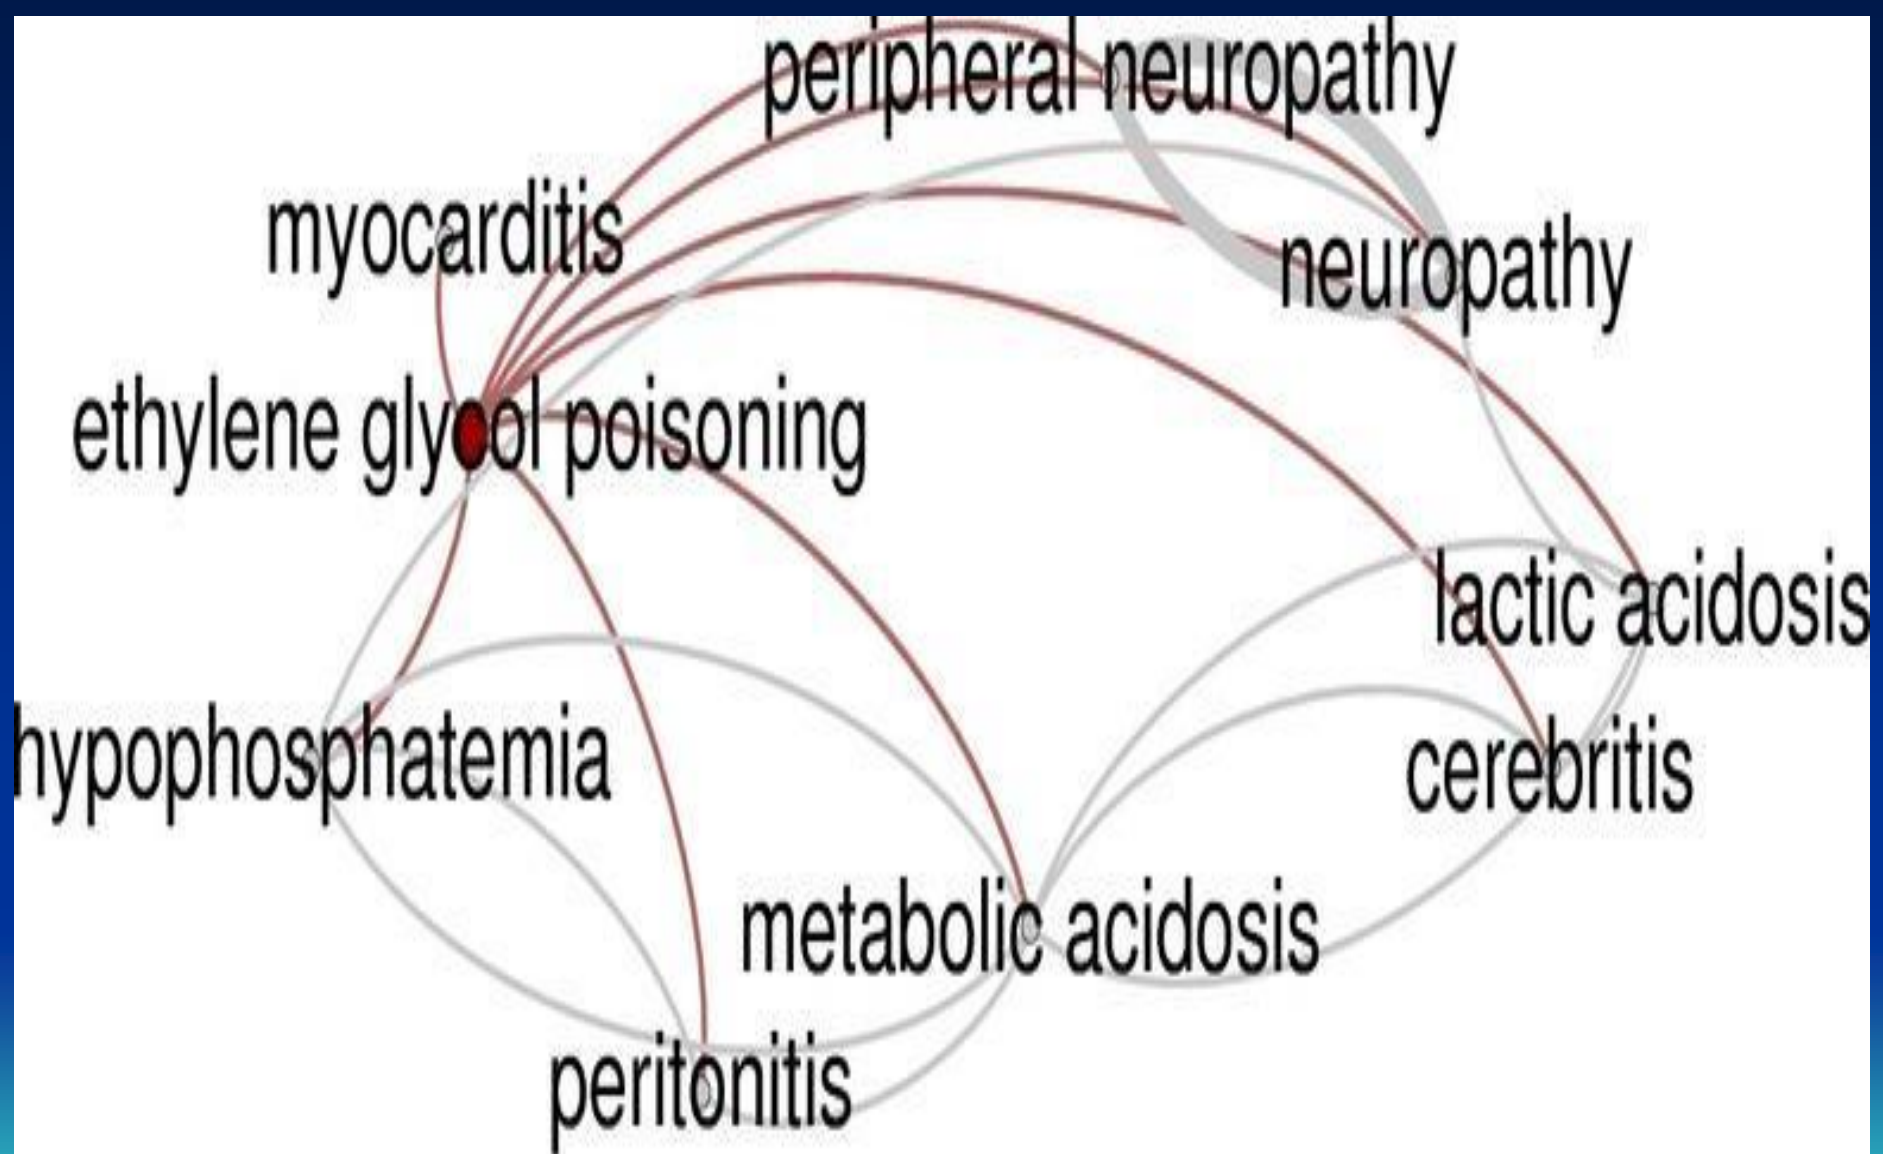 peripheral neuropathy
myocarditis
neuropathy
ethylene glycol poisoning
lactic acidosis
hypophosphatemia
cerebritis
metabolic acidosis
peritonitis